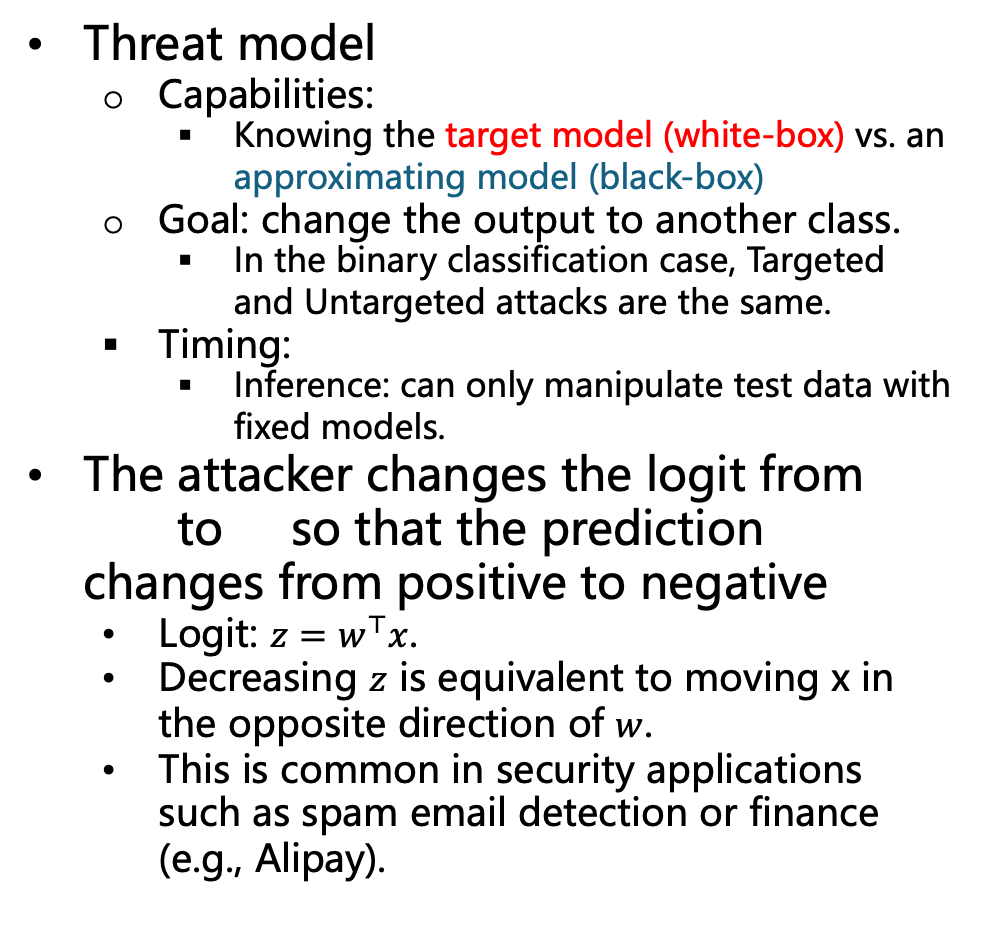 • Threat model
o Capabilities:
▪ Knowing the target model (white-box) vs. an
approximating model (black-box)
o Goal: change the output to another class.
▪ In the binary classification case, Targeted
and Untargeted attacks are the same.
▪ Timing:
▪ Inference: can only manipulate test data with
fixed models.
• The attacker changes the logit from
to so that the prediction
changes from positive to negative
• Logit: z = w⊤x.
• Decreasing z is equivalent to moving x in
the opposite direction of w.
• This is common in security applications
such as spam email detection or finance
(e.g., Alipay).